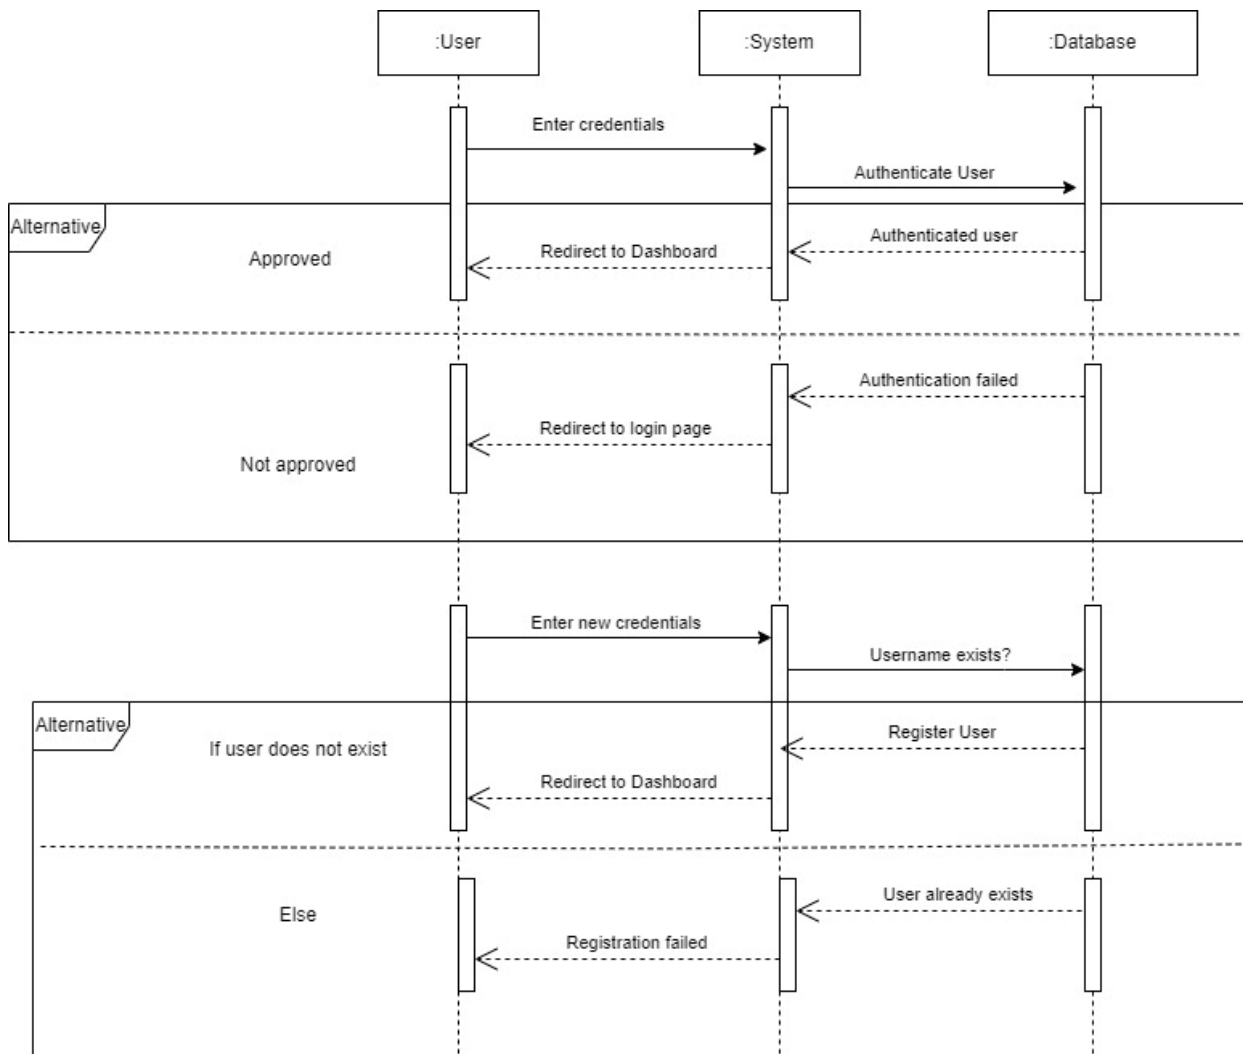 :User
:System
:Database
Enter credentials
Authenticate User
Alternative
Authenticated user
Approved
Redirect to Dashboard
Authentication failed
Redirect to login page
Not approved
Enter new credentials
Username exists?
Alternative
Register User
If user does not exist
Redirect to Dashboard
User already exists
Else
Registration failed